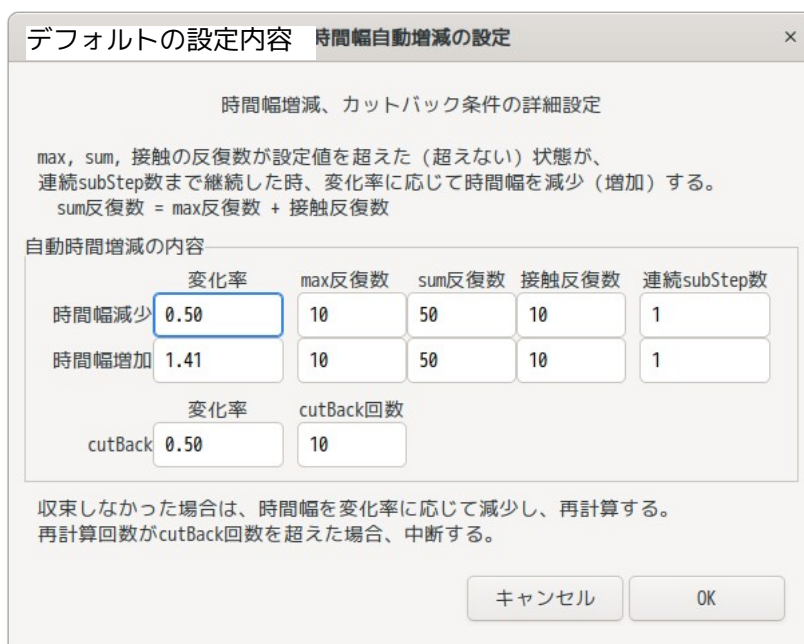 デフォルトの設定内容 時間幅自動増減の設定 ×
時間幅増減、カットバック条件の詳細設定
max, sum, 接触の反復数が設定値を超えた（超えない）状態が、
連続subStep数まで継続した時、変化率に応じて時間幅を減少（増加）する。
sum反復数 = max反復数 + 接触反復数
自動時間増減の内容
変化率 max反復数 sum反復数 接触反復数 連続subStep数
時間幅減少 0.50 10 50 10 1
時間幅増加 1.41 10 50 10 1
変化率 cutBack回数
cutBack 0.50 10
収束しなかった場合は、時間幅を変化率に応じて減少し、再計算する。
再計算回数がcutBack回数を超えた場合、中断する。
キャンセル OK